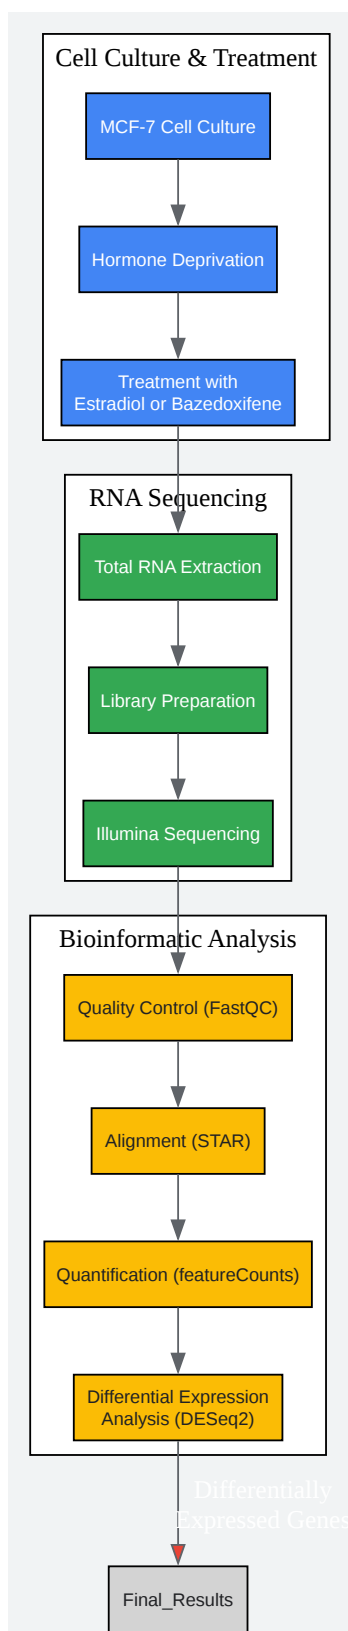 Cell Culture & Treatment
MCF-7 Cell Culture
Hormone Deprivation
Treatment with
Estradiol or Bazedoxifene
RNA Sequencing
Total RNA Extraction
Library Preparation
Illumina Sequencing
Bioinformatic Analysis
Quality Control (FastQC)
Alignment (STAR)
Quantification (featureCounts)
Differential Expression
Analysis (DESeq2)
Differentially
Expressed Genes
Final_Results